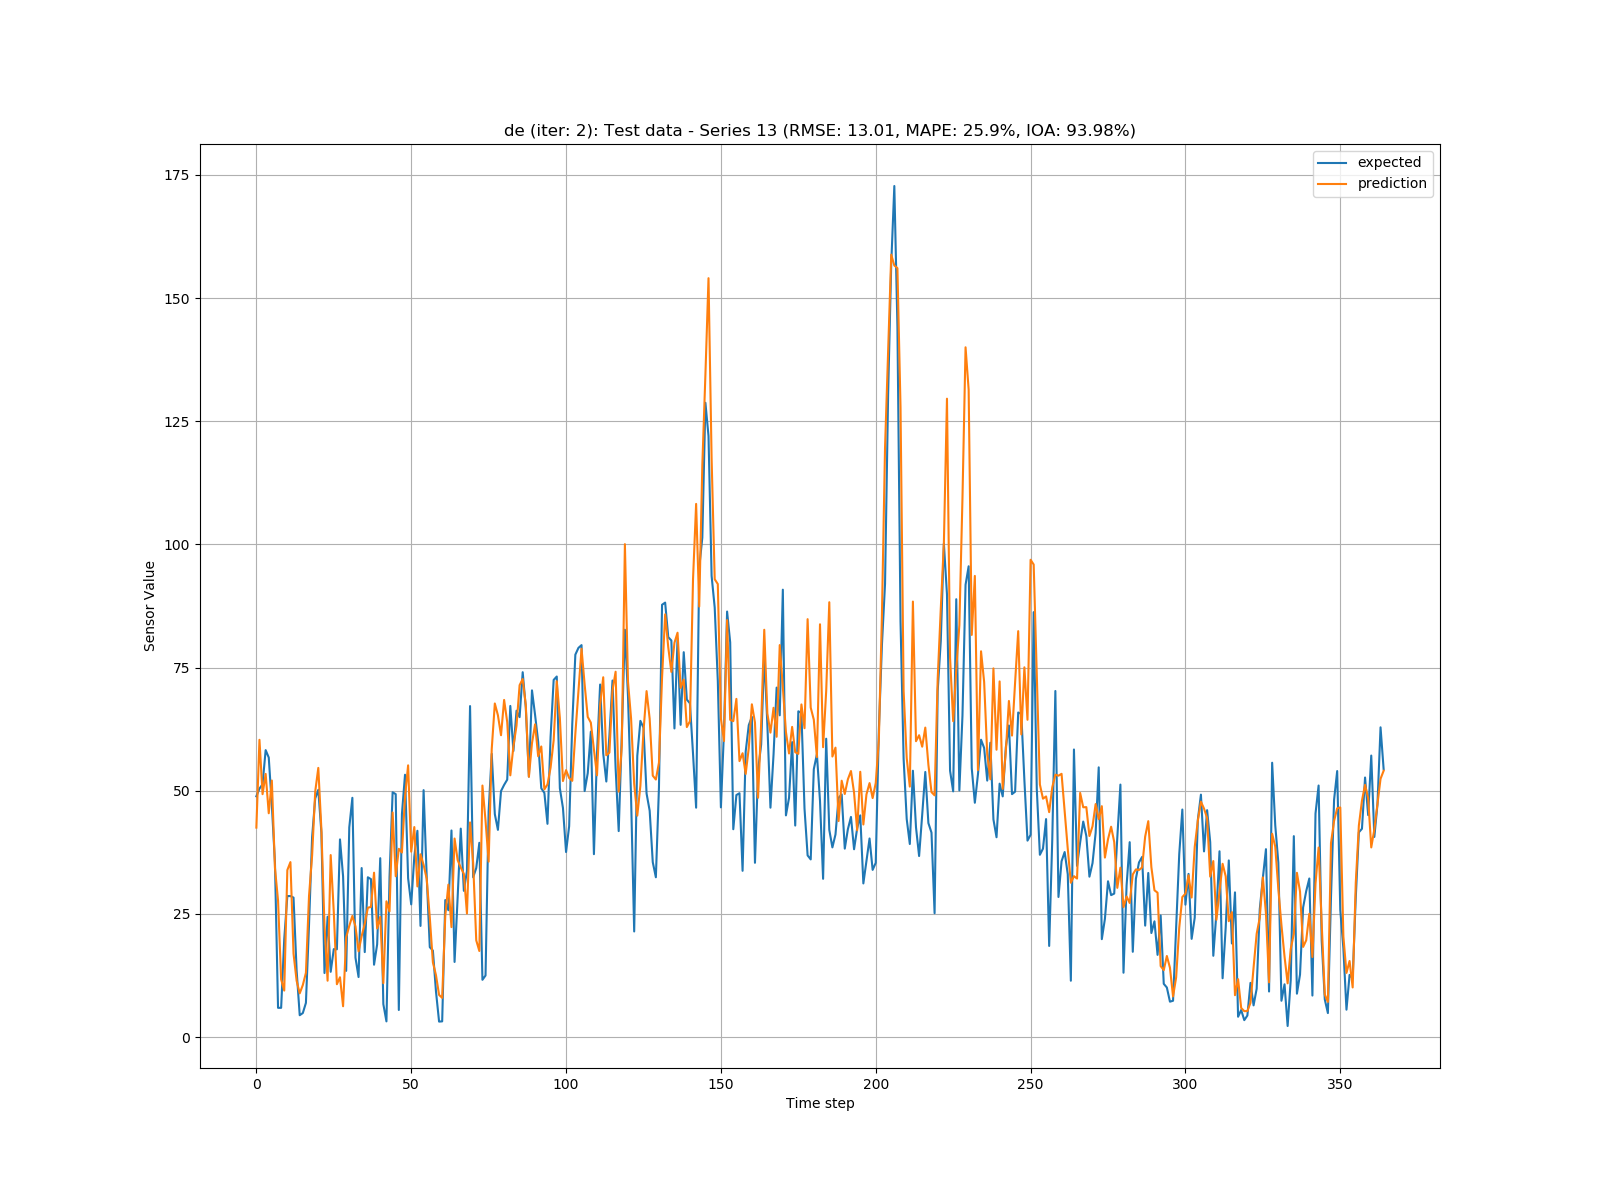 de (iter: 2): Test data - Series 13 (RMSE: 13.01, MAPE: 25.9%, IOA: 93.98%)
expected
prediction
175
150
125
100
75
50
25
0
Sensor Value
0 50 100 150 200 250 300 350
Time step